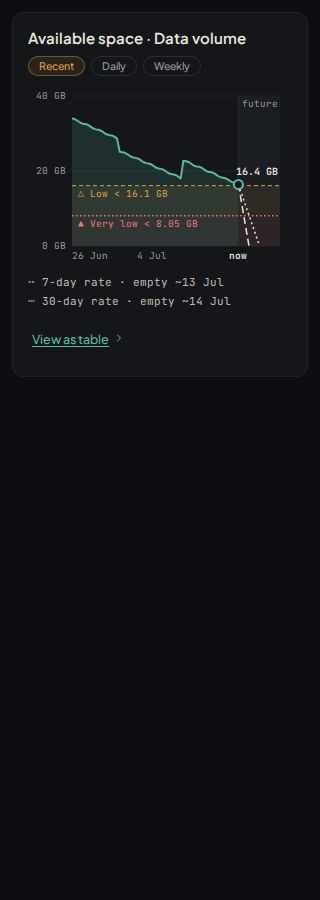 Available space · Data volume
Recent Daily Weekly
40 GB
future
20 GB
16.4 GB
△ Low < 16.1 GB
▲ Very low < 8.05 GB
0 GB
26 Jun 4 Jul now
7-day rate · empty ~13 Jul
30-day rate · empty ~14 Jul
View as table